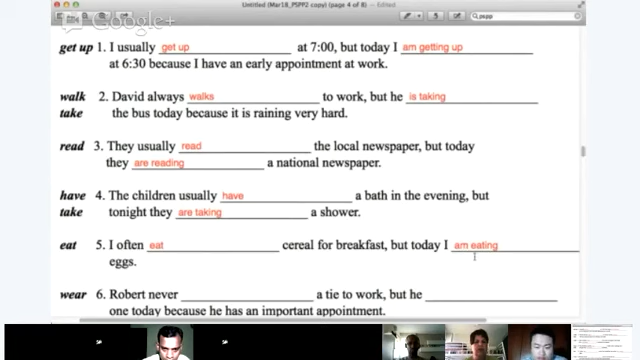 Untitled (Mar18_PSPP2 copy) (page 4 of 8)
Edited
pspp
Google+
get up 1. I usually get up at 7:00, but today I am getting up
at 6:30 because I have an early appointment at work.
walk 2. David always walks to work, but he is taking
take the bus today because it is raining very hard.
read 3. They usually read the local newspaper, but today
they are reading a national newspaper.
have 4. The children usually have a bath in the evening, but
take tonight they are taking a shower.
eat 5. I often eat cereal for breakfast, but today I am eating
eggs.
wear 6. Robert never a tie to work, but he
one today because he has an important appointment.